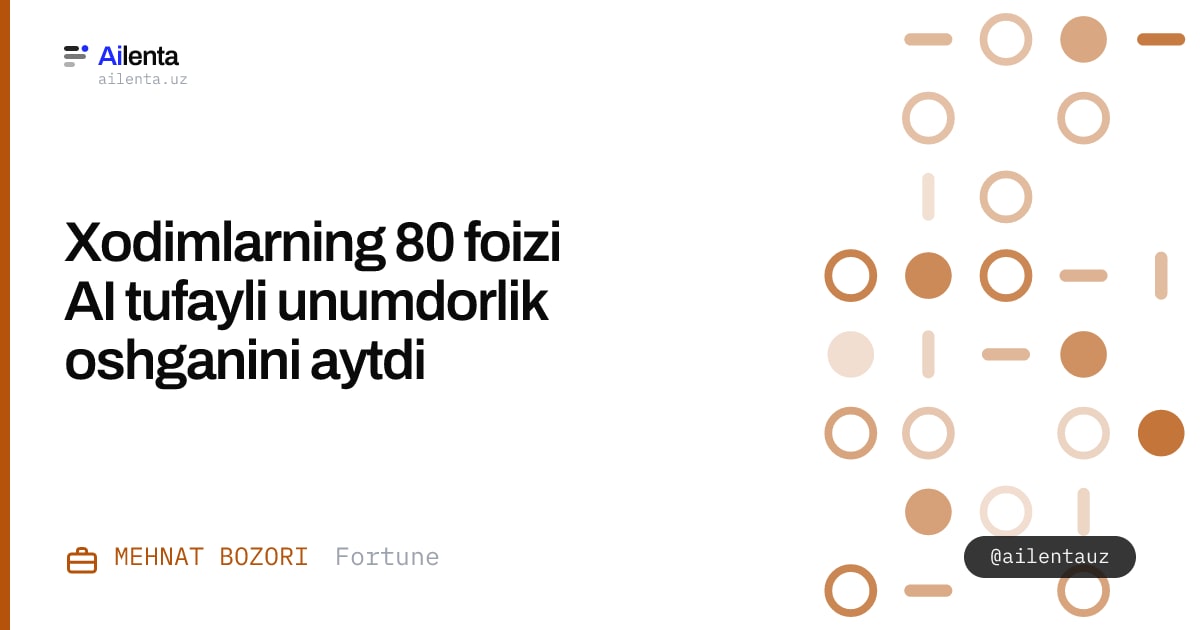 Ailenta
ailenta.uz
Xodimlarning 80 foizi
AI tufayli unumdorlik
oshganini aytdi
MEHNAT BOZORI Fortune
@ailentauz